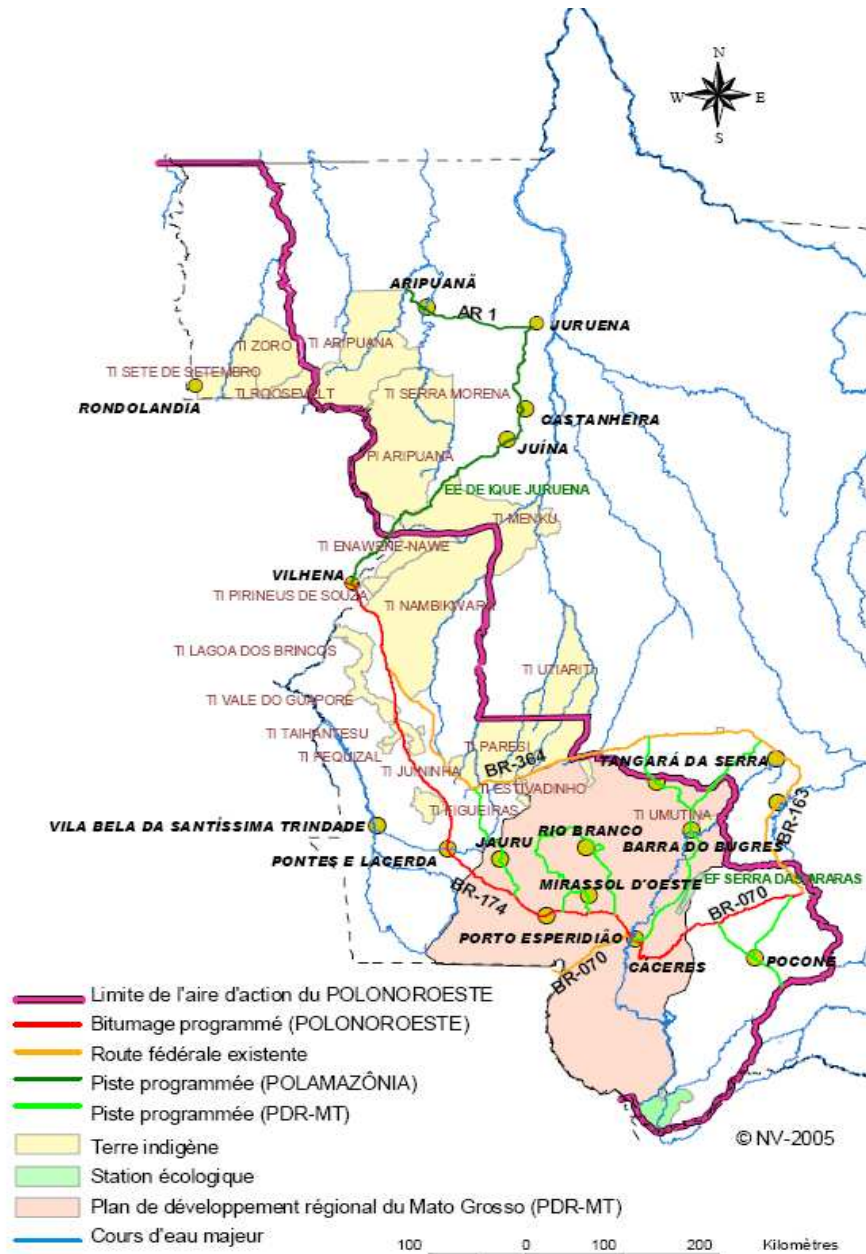 N
W E
S
ARIPUANÃ
AR 1
JURUENA
TI ZORO
TI ARIPUANA
TI SETE DE SETEMBRO
TI ROOSEVELT
TI SERRA MORENA
RONDOLANDIA
CASTANHEIRA
JUÍNA
PI ARIPUANA
EE DE IQUE JURUENA
TI MENKU
TI ENAWENE-NAWE
VILHENA
TI PIRINEUS DE SOUZA
TI NAMBIKWARA
TI LAGOA DOS BRINCOS
TI UTIARITI
TI VALE DO GUAPORE
TI TAIHANTESU
TI PARESI
TI PEQUIZAL
TI JUININHA
BR-364
TANGARÁ DA SERRA
TI ESTIVADINHO
TI FIGUEIRAS
TI UMUTINA
BR-163
VILA BELA DA SANTÍSSIMA TRINDADE
RIO BRANCO
JAURU
BARRA DO BUGRES
PONTES E LACERDA
MIRASSOL D'OESTE
EF SERRA DAS ARARAS
BR-174
BR-070
PORTO ESPERIDIÃO
CÁCERES
POCONE
BR-070
Limite de l'aire d'action du POLONOROESTE
Bitumage programmé (POLONOROESTE)
Route fédérale existente
Piste programmée (POLAMAZÔNIA)
Piste programmée (PDR-MT)
© NV-2005
Terre indigène
Station écologique
Plan de développement régional du Mato Grosso (PDR-MT)
Cours d'eau majeur
100 0 100 200 Kilomètres